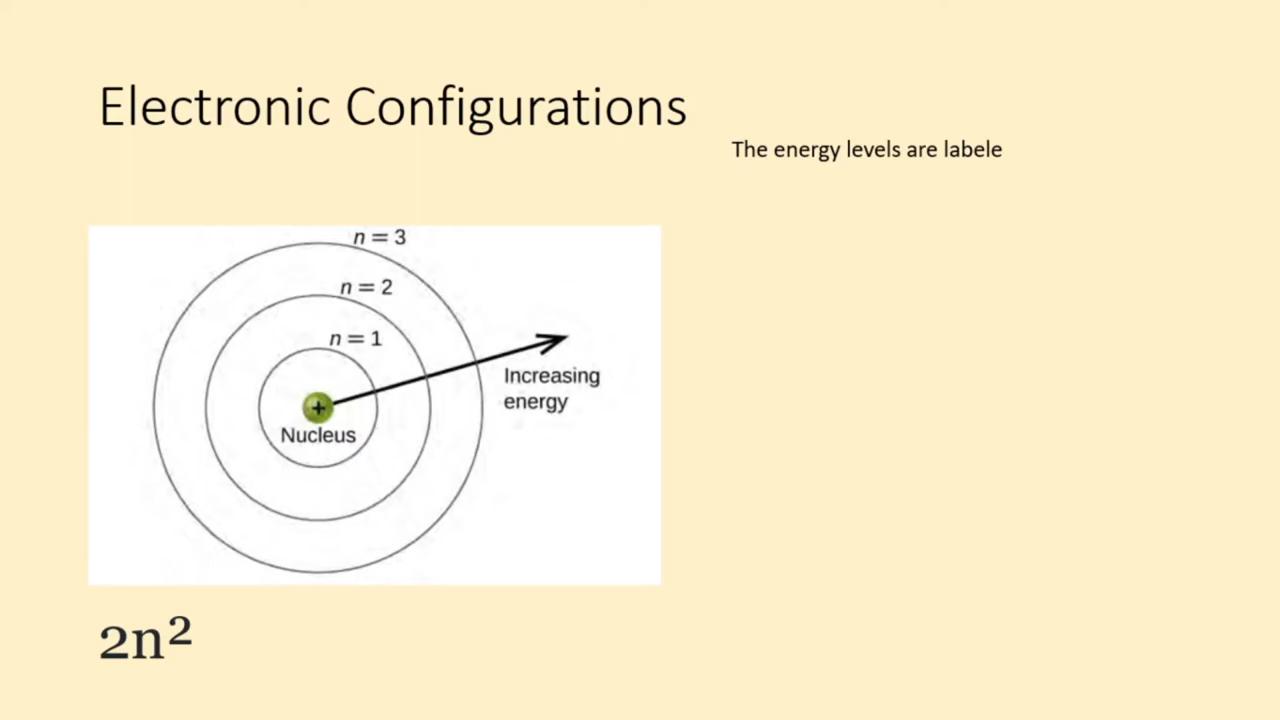 Electronic Configurations
The energy levels are labele
n = 3
n = 2
n = 1
Increasing
energy
+
Nucleus
2n²